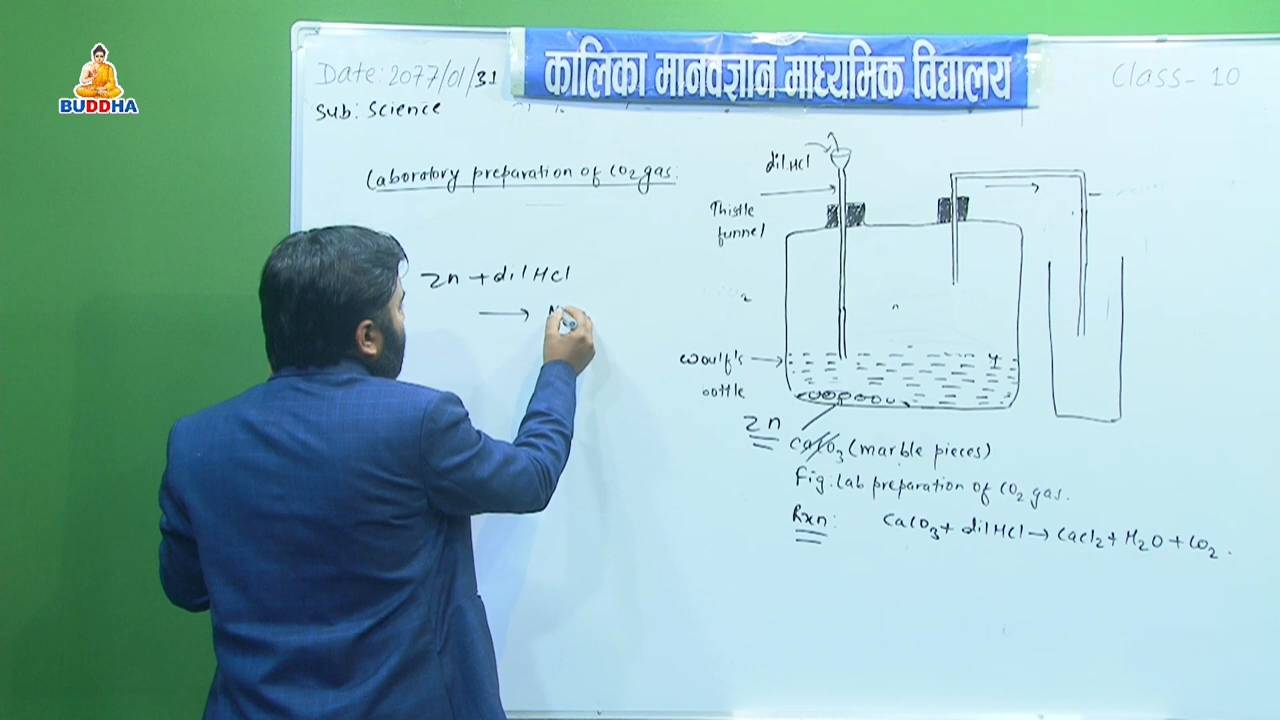 BUDDHA
कालिका मानवज्ञान माध्यमिक विद्यालय
Date: 2077/01/31
Class- 10
Sub: Science
Laboratory preparation of CO2 gas.
Zn + dil HCl
→
dil.HCl
Thistle
funnel
Woulf's
bottle
Zn
CaCO3 (marble pieces)
Fig: Lab preparation of CO2 gas.
Rxn: CaCO3 + dil HCl → CaCl2 + H2O + CO2.